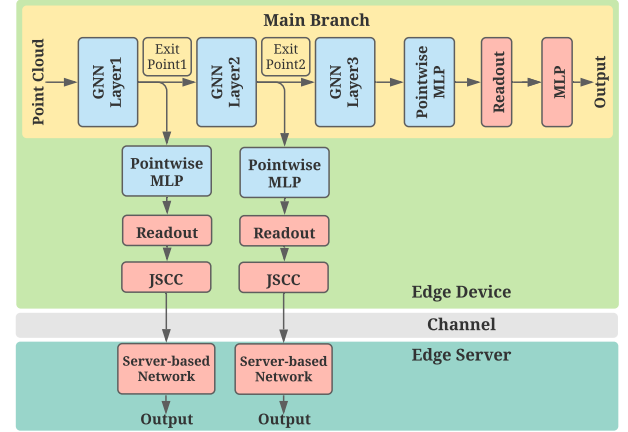 Main Branch
Point Cloud
GNN
Layer1
Exit
Point1
GNN
Layer2
Exit
Point2
GNN
Layer3
Pointwise
MLP
Readout
MLP
Output
Pointwise
MLP
Pointwise
MLP
Readout
Readout
JSCC
JSCC
Edge Device
Channel
Edge Server
Server-based
Network
Server-based
Network
Output
Output